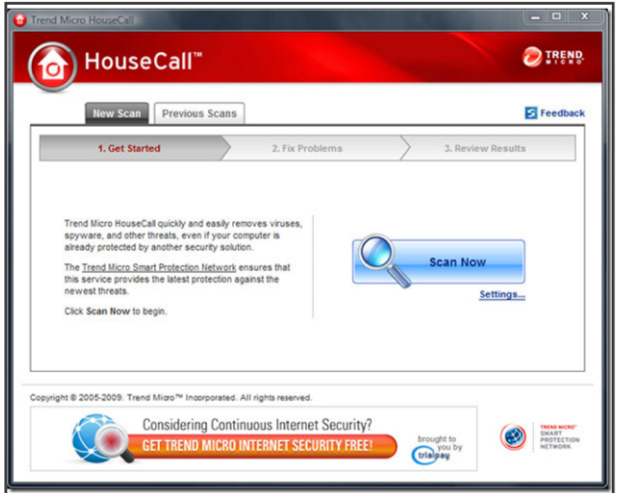 Trend Micro HouseCall
HouseCall™
TREND MICRO
New Scan
Previous Scans
Feedback
1. Get Started
2. Fix Problems
3. Review Results
Trend Micro HouseCall quickly and easily removes viruses,
spyware, and other threats, even if your computer is
already protected by another security solution.
The Trend Micro Smart Protection Network ensures that
this service provides the latest protection against the
newest threats.
Click Scan Now to begin.
Scan Now
Settings...
Copyright © 2005-2009. Trend Micro™ Incorporated. All rights reserved.
Considering Continuous Internet Security?
GET TREND MICRO INTERNET SECURITY FREE!
brought to
you by
trialpay
TREND MICRO™
SMART
PROTECTION
NETWORK